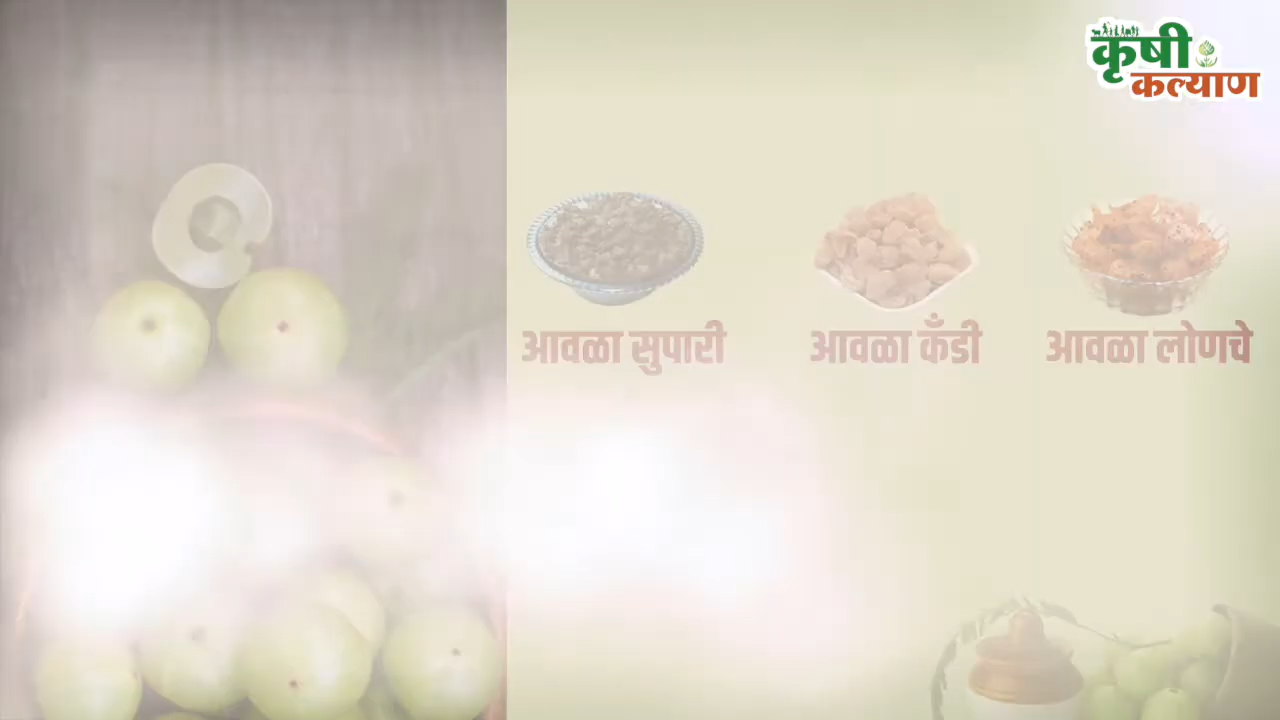 कृषी
कल्याण
आवळा सुपारी
आवळा कँडी
आवळा लोणचे